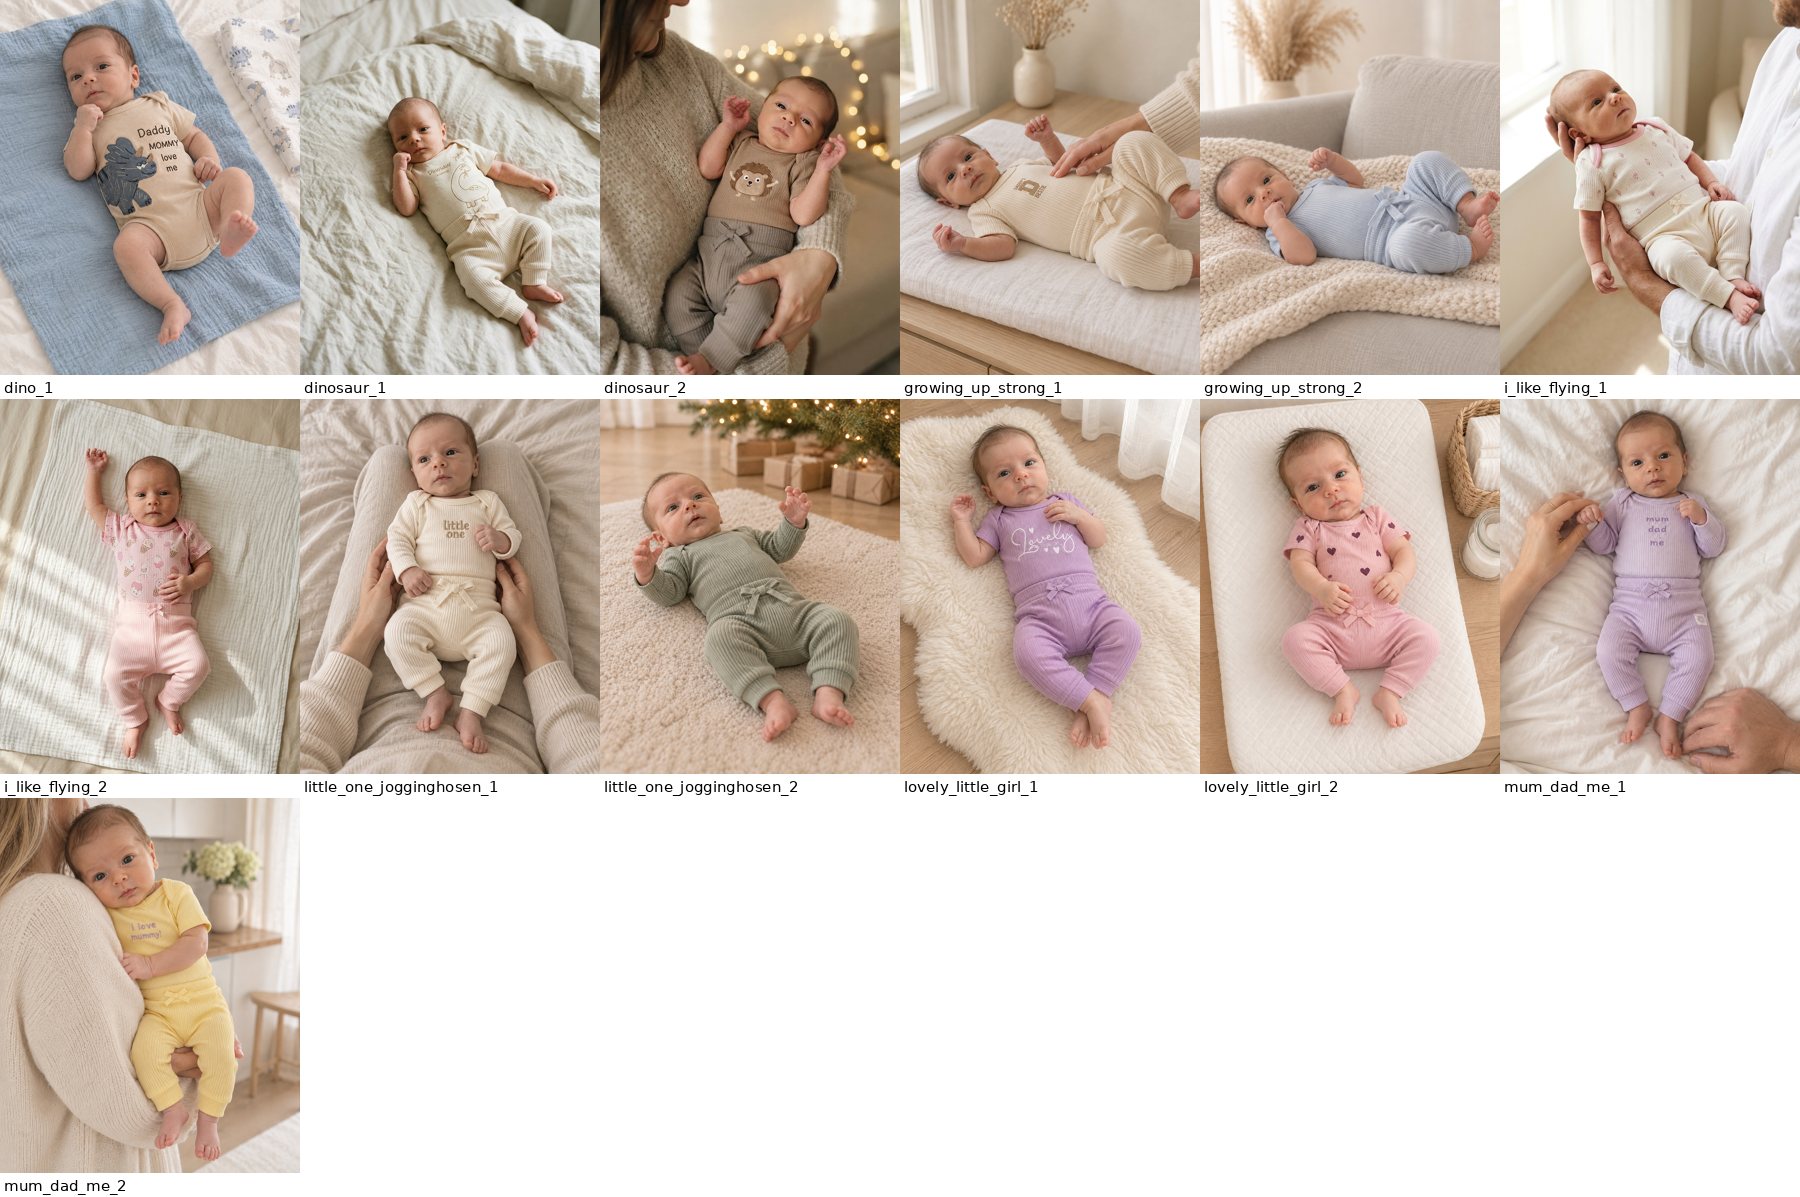 Daddy
MOMMY
love
me
dino_1
dinosaur_1
dinosaur_2
growing_up_strong_1
growing_up_strong_2
i_like_flying_1
little
one
i_like_flying_2
little_one_jogginghosen_1
little_one_jogginghosen_2
Lovely
lovely_little_girl_1
lovely_little_girl_2
mum
dad
me
mum_dad_me_1
i love
mummy!
mum_dad_me_2